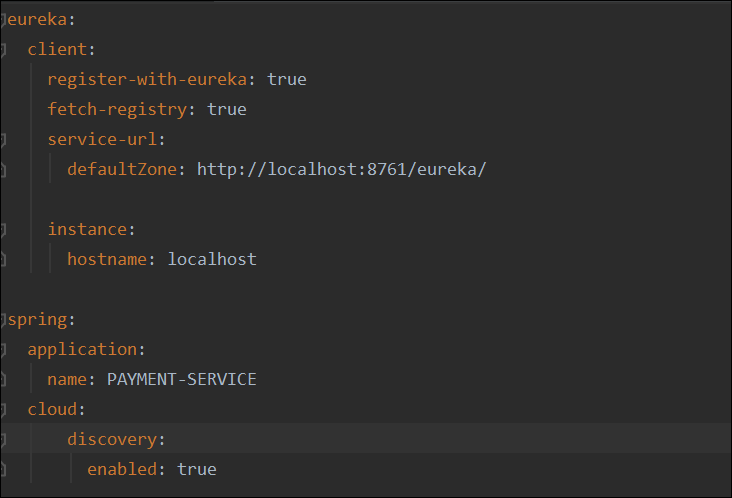 eureka:
  client:
    register-with-eureka: true
    fetch-registry: true
    service-url:
      defaultZone: http://localhost:8761/eureka/

    instance:
      hostname: localhost

spring:
  application:
    name: PAYMENT-SERVICE
  cloud:
      discovery:
        enabled: true